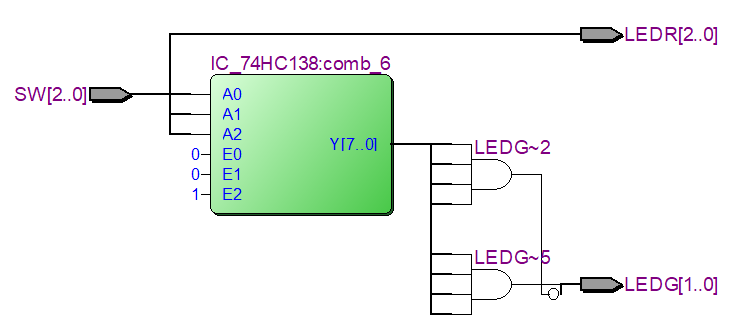 LEDR[2..0]
IC_74HC138:comb_6
SW[2..0]
A0
A1
A2
Y[7..0]
0 E0
0 E1
1 E2
LEDG~2
LEDG~5
LEDG[1..0]